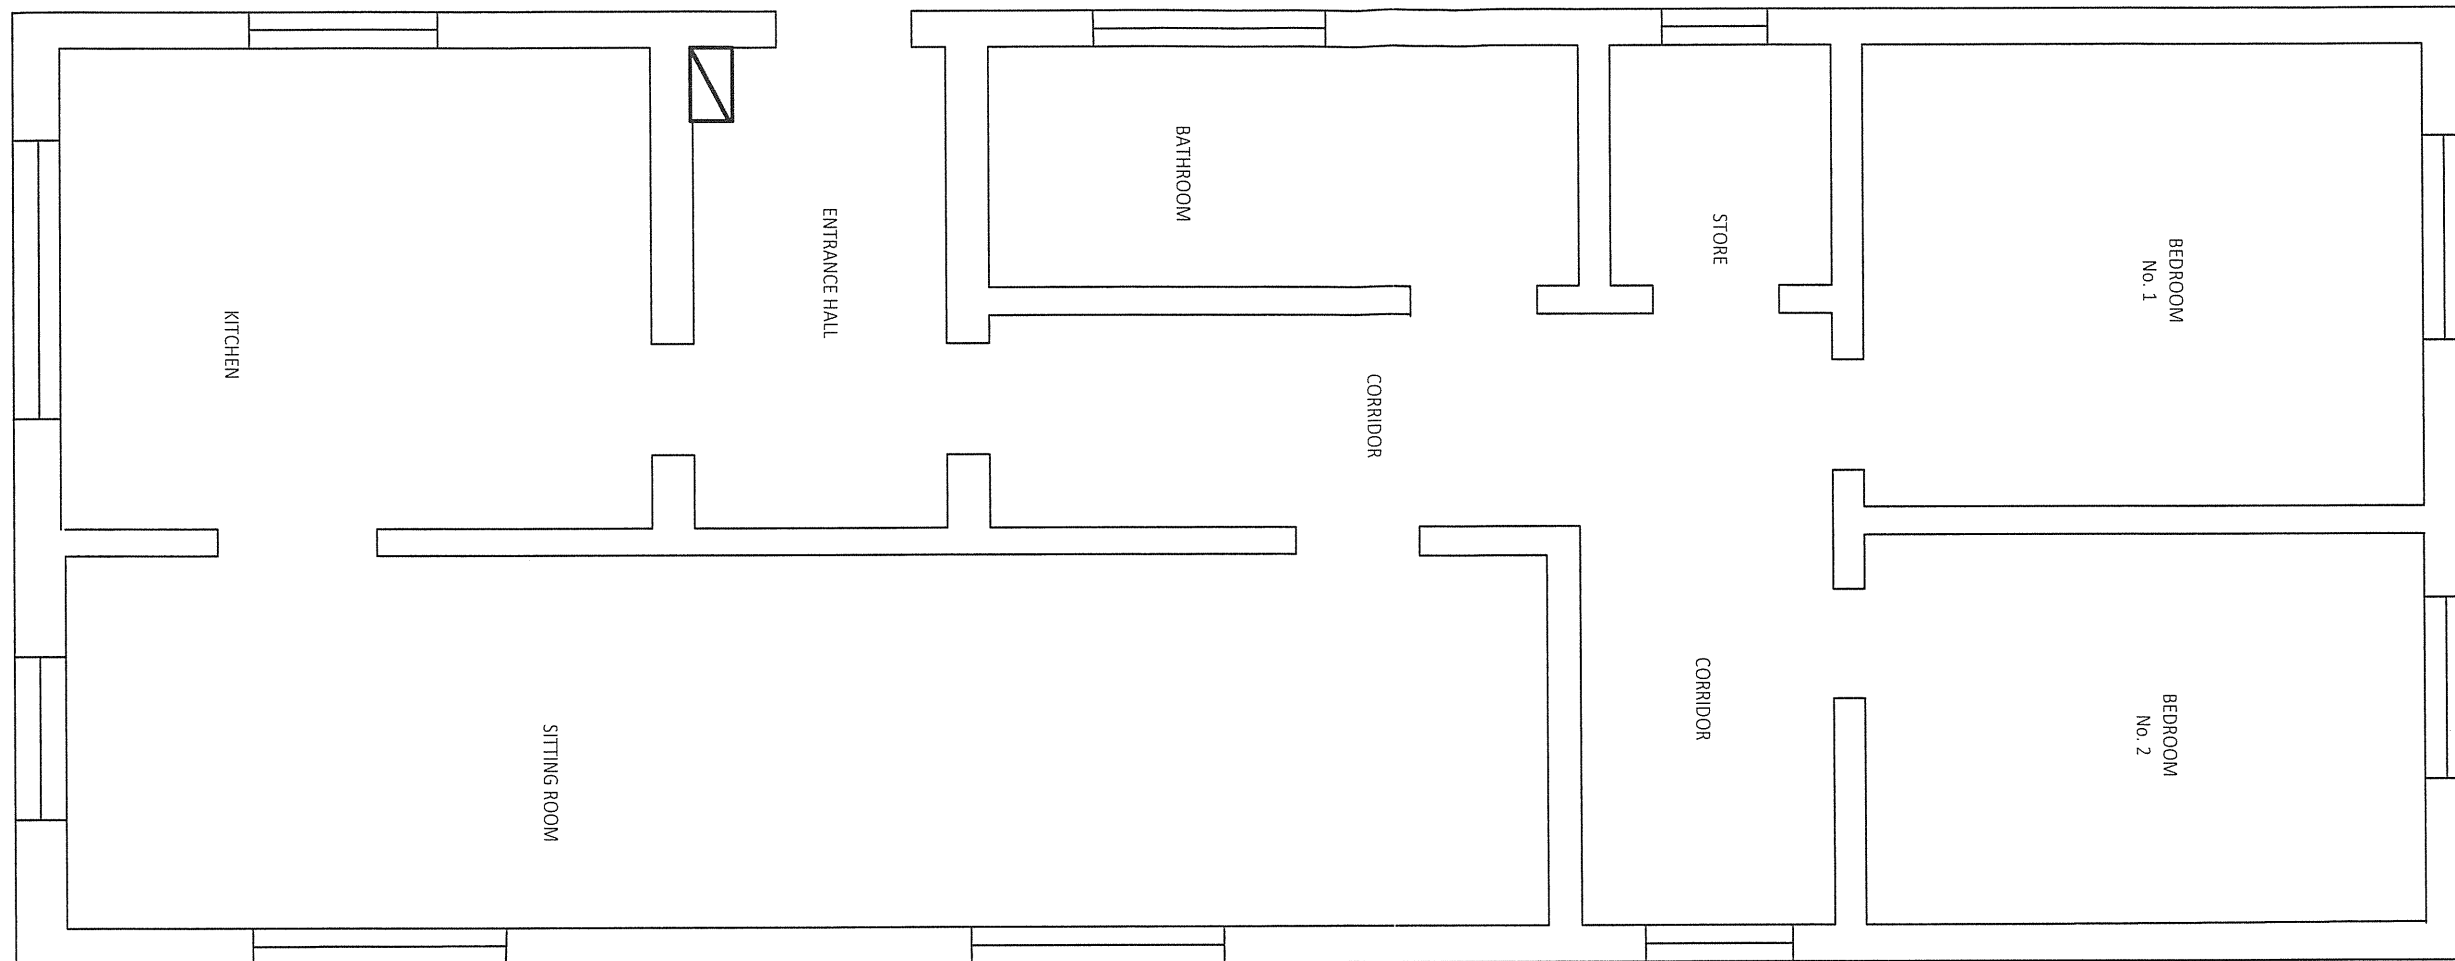 KITCHEN
ENTRANCE HALL
BATHROOM
STORE
BEDROOM
No. 1
CORRIDOR
SITTING ROOM
CORRIDOR
BEDROOM
No. 2